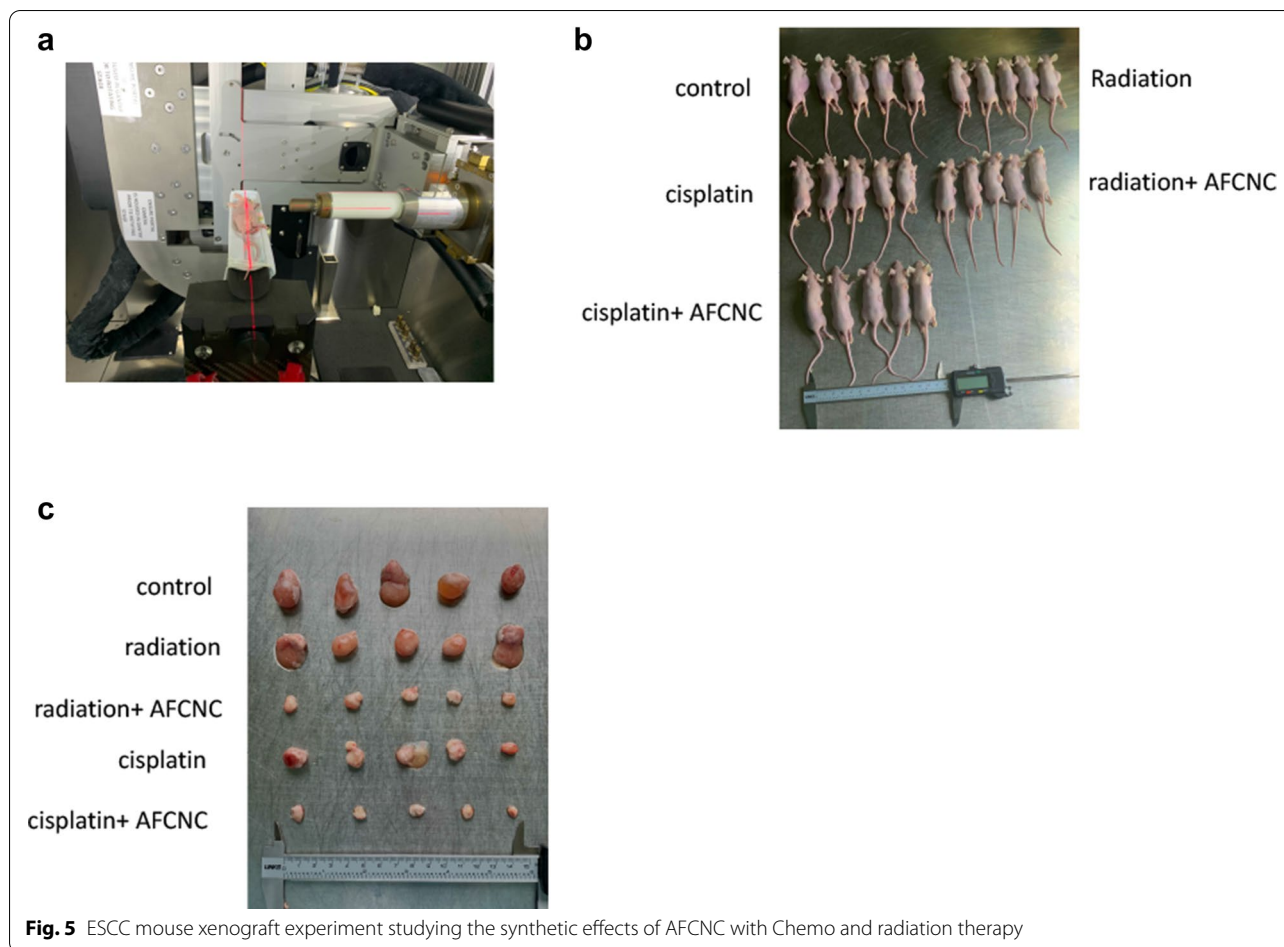 a
b
control
Radiation
cisplatin
radiation+ AFCNC
cisplatin+ AFCNC
c
control
radiation
radiation+ AFCNC
cisplatin
cisplatin+ AFCNC
Fig. 5 ESCC mouse xenograft experiment studying the synthetic effects of AFCNC with Chemo and radiation therapy